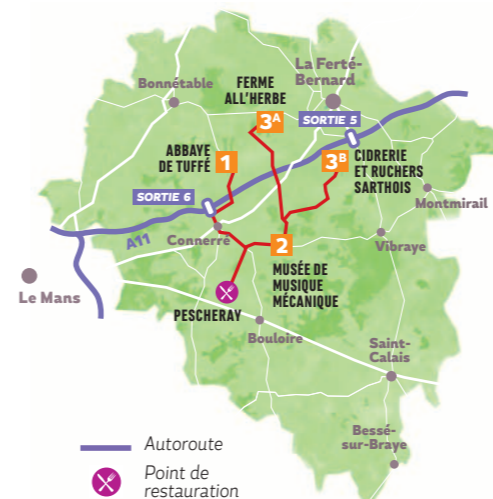 La Ferté-
Bernard
Bonnétable
FERME
ALL'HERBE
3A
SORTIE 5
ABBAYE
DE TUFFÉ
1
3B
CIDRERIE
ET RUCHERS
SARTHOIS
SORTIE 6
Montmirail
A11
Connerré
2
Vibraye
MUSÉE DE
MUSIQUE
MÉCANIQUE
Le Mans
PESCHERAY
Bouloire
Saint-
Calais
Bessé-
sur-Braye
Autoroute
Point de
restauration